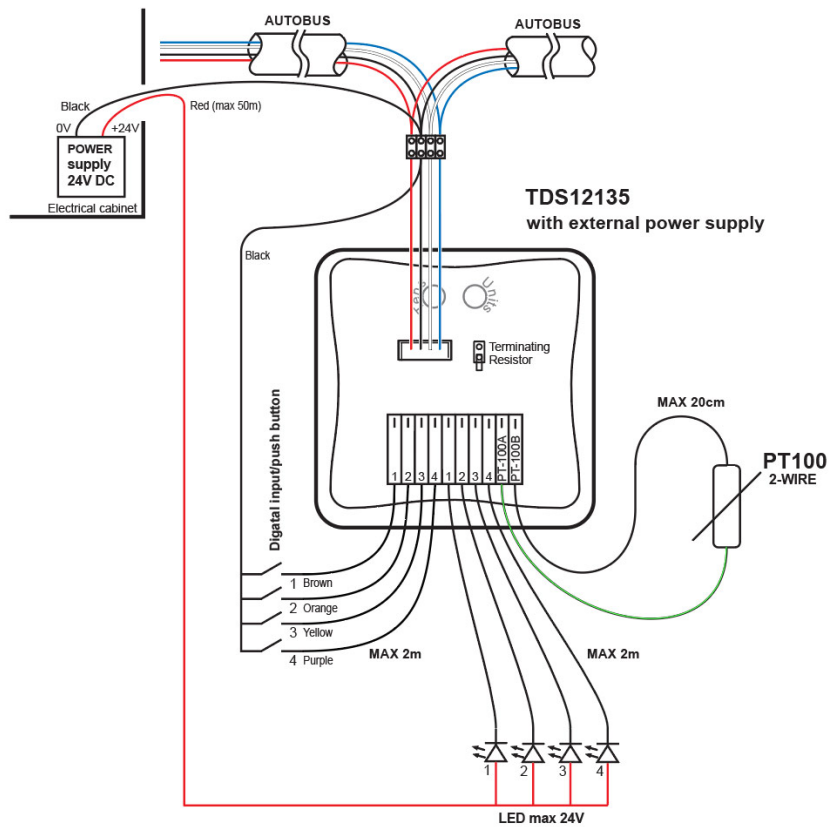 AUTOBUS
AUTOBUS
Black
Red (max 50m)
0V
+24V
POWER
supply
24V DC
Electrical cabinet
TDS12135
with external power supply
Black
Units
Terminating
Resistor
MAX 20cm
PT100
2-WIRE
Digatal input/push button
1
2
3
4
1
2
3
4
PT-100A
PT-100B
1 Brown
2 Orange
3 Yellow
4 Purple
MAX 2m
MAX 2m
1
2
3
4
LED max 24V